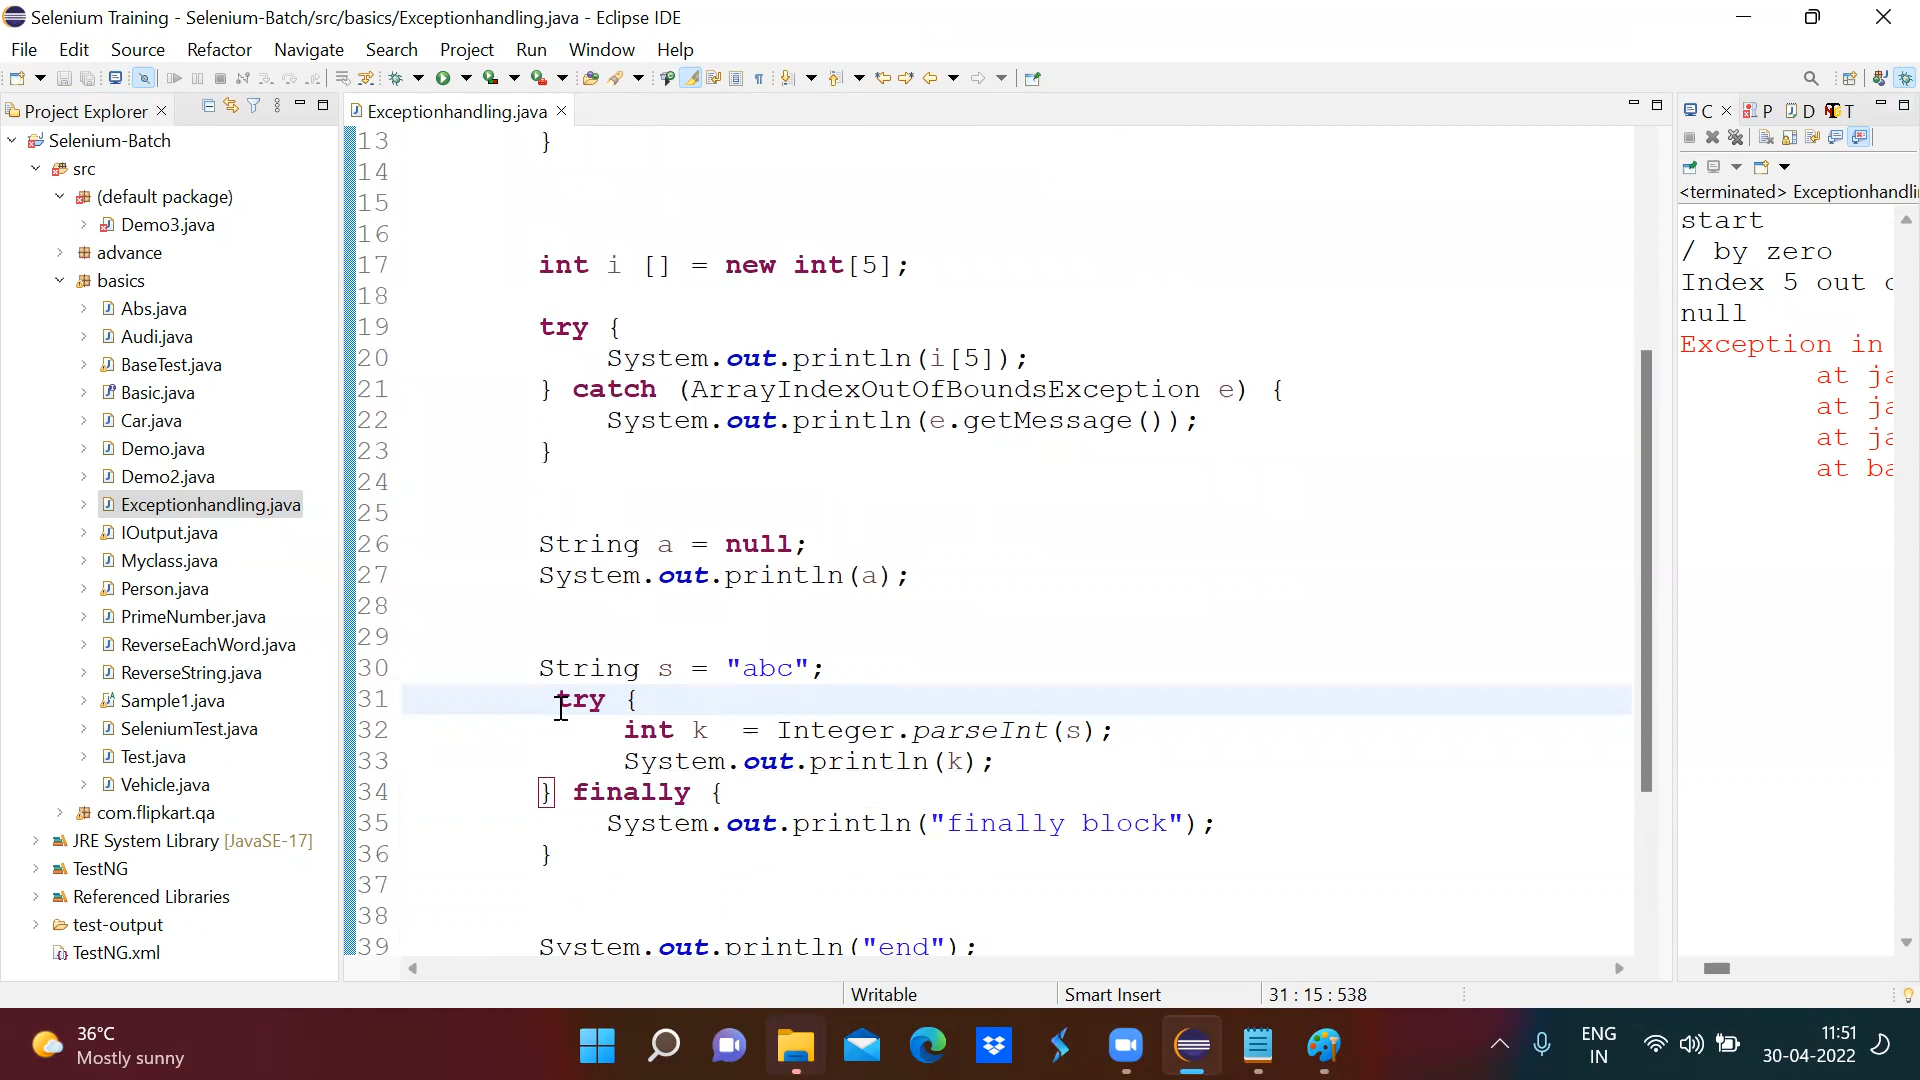 Selenium Training - Selenium-Batch/src/basics/Exceptionhandling.java - Eclipse IDE
File Edit Source Refactor Navigate Search Project Run Window Help
Project Explorer
Exceptionhandling.java
C P D T
Selenium-Batch
src
(default package)
Demo3.java
advance
basics
Abs.java
Audi.java
BaseTest.java
Basic.java
Car.java
Demo.java
Demo2.java
Exceptionhandling.java
IOutput.java
Myclass.java
Person.java
PrimeNumber.java
ReverseEachWord.java
ReverseString.java
Sample1.java
SeleniumTest.java
Test.java
Vehicle.java
com.flipkart.qa
JRE System Library [JavaSE-17]
TestNG
Referenced Libraries
test-output
TestNG.xml
13 }
14
15
16
17 int i [] = new int[5];
18
19 try {
20 System.out.println(i[5]);
21 } catch (ArrayIndexOutOfBoundsException e) {
22 System.out.println(e.getMessage());
23 }
24
25
26 String a = null;
27 System.out.println(a);
28
29
30 String s = "abc";
31 try {
32 int k = Integer.parseInt(s);
33 System.out.println(k);
34 } finally {
35 System.out.println("finally block");
36 }
37
38
39 System.out.println("end");
<terminated> Exceptionhandli
start
/ by zero
Index 5 out o
null
Exception in
at ja
at ja
at ja
at ba
Writable Smart Insert 31 : 15 : 538
36°C
Mostly sunny
ENG
IN
11:51
30-04-2022